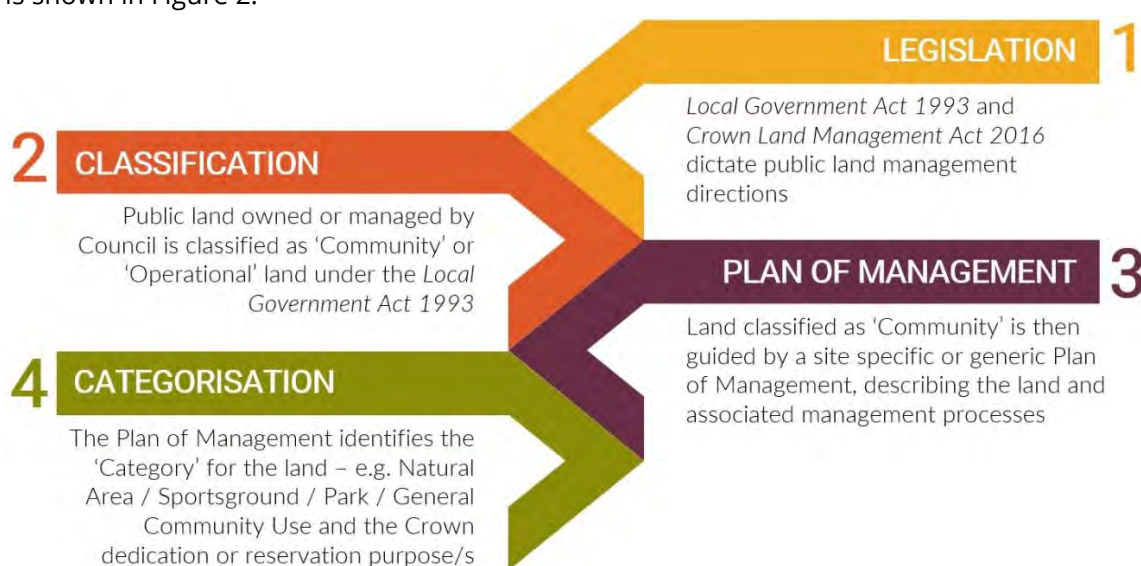 is shown in Figure 2.
LEGISLATION 1
Local Government Act 1993 and
Crown Land Management Act 2016
dictate public land management
directions
2 CLASSIFICATION
Public land owned or managed by
Council is classified as ‘Community’ or
‘Operational’ land under the Local
Government Act 1993
PLAN OF MANAGEMENT 3
Land classified as ‘Community’ is then
guided by a site specific or generic Plan
of Management, describing the land and
associated management processes
4 CATEGORISATION
The Plan of Management identifies the
‘Category’ for the land – e.g. Natural
Area / Sportsground / Park / General
Community Use and the Crown
dedication or reservation purpose/s